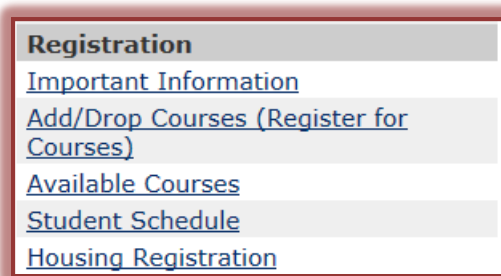 Registration
Important Information
Add/Drop Courses (Register for
Courses)
Available Courses
Student Schedule
Housing Registration